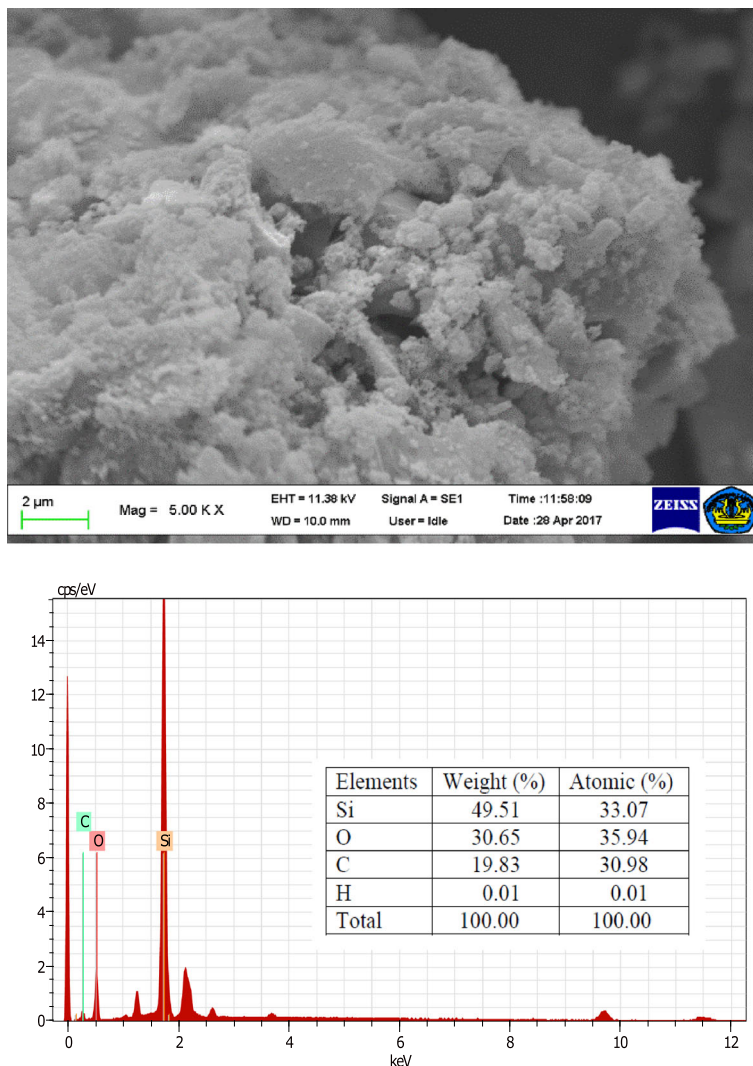 2 µm
Mag = 5.00 K X
EHT = 11.38 kV Signal A = SE1 Time :11:58:09
WD = 10.0 mm User = Idle Date :28 Apr 2017
ZEISS
cps/eV
14
12
10
8
6
4
2
0
C
O
Si
Elements Weight (%) Atomic (%)
Si 49.51 33.07
O 30.65 35.94
C 19.83 30.98
H 0.01 0.01
Total 100.00 100.00
0 2 4 6 8 10 12
keV